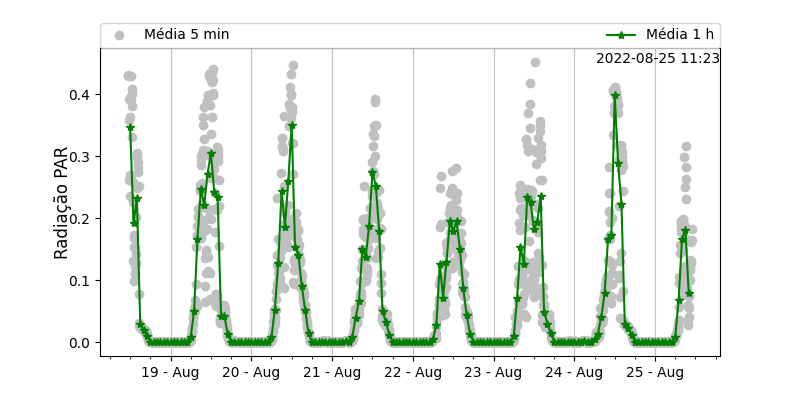 Média 5 min
Média 1 h
2022-08-25 11:23
Radiação PAR
0.4
0.3
0.2
0.1
0.0
19 - Aug
20 - Aug
21 - Aug
22 - Aug
23 - Aug
24 - Aug
25 - Aug